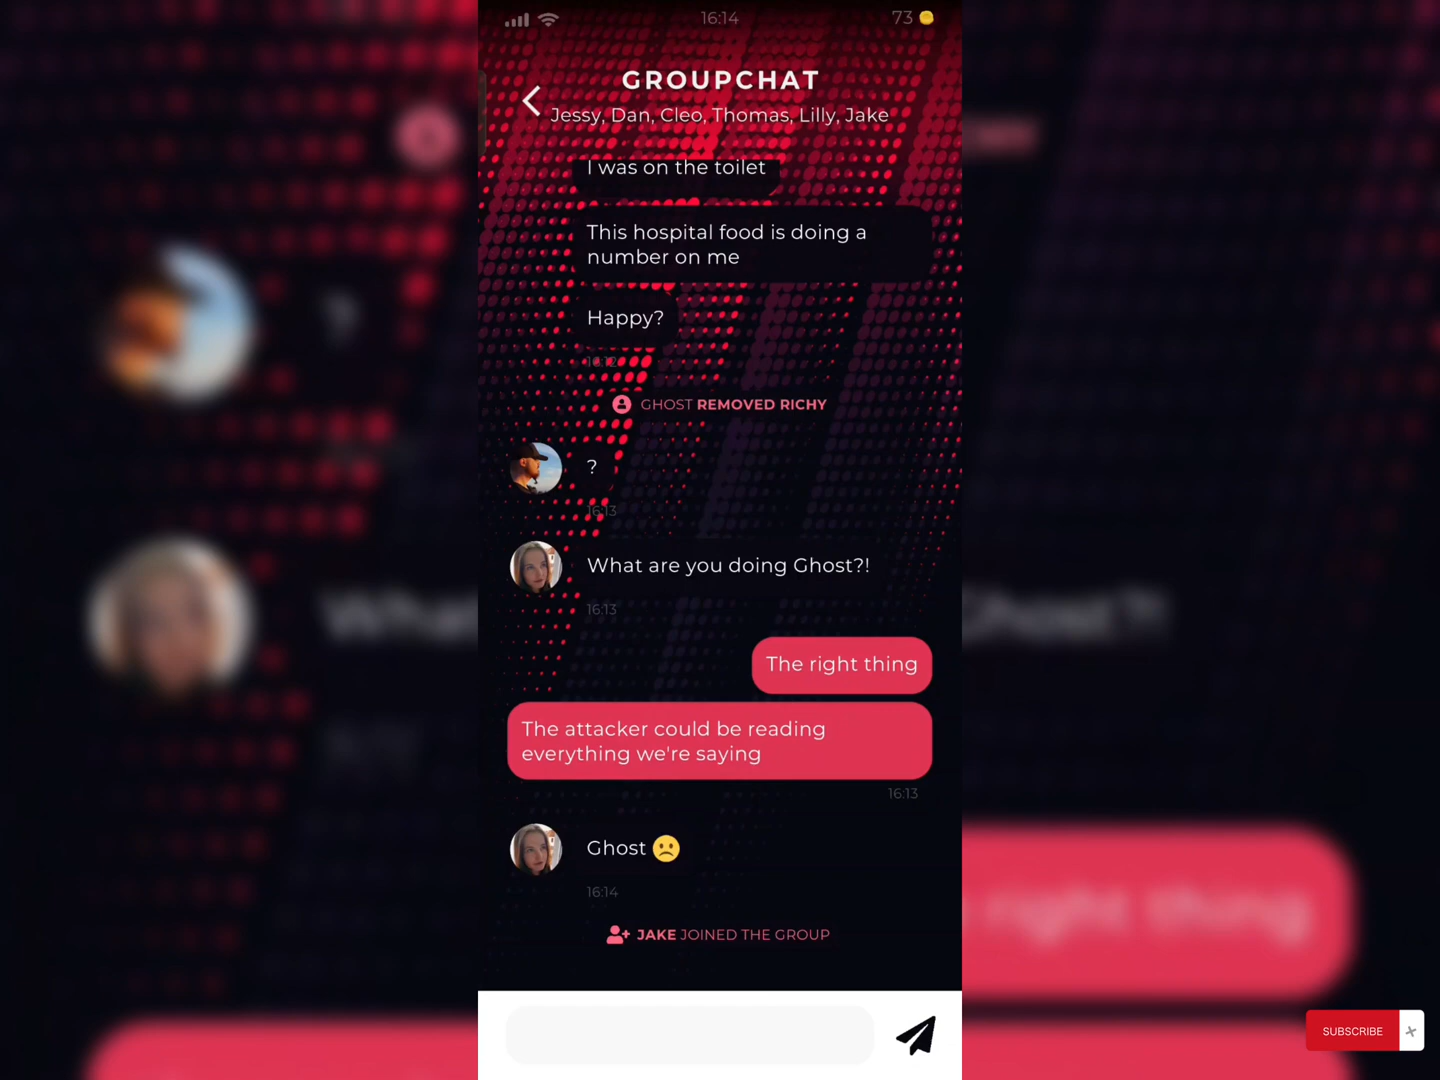 16:14
73
GROUPCHAT
Jessy, Dan, Cleo, Thomas, Lilly, Jake
I was on the toilet
This hospital food is doing a
number on me
Happy?
16:12
GHOST REMOVED RICHY
?
16:13
What are you doing Ghost?!
16:13
The right thing
The attacker could be reading
everything we're saying
16:13
Ghost ☹️
16:14
JAKE JOINED THE GROUP
SUBSCRIBE